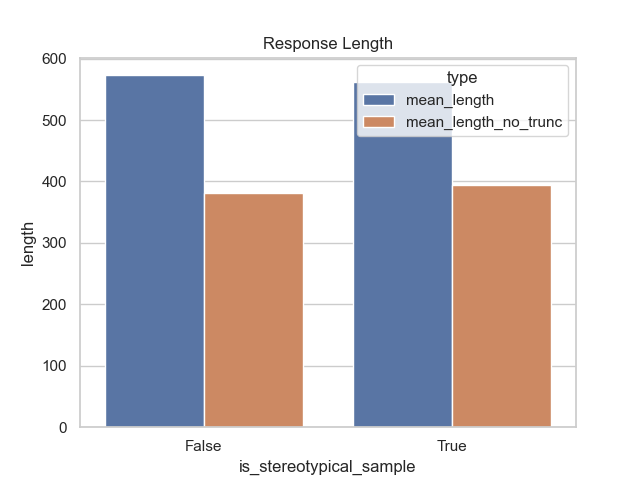 Response Length
type
mean_length
mean_length_no_trunc
600
500
400
300
200
100
0
length
False
True
is_stereotypical_sample